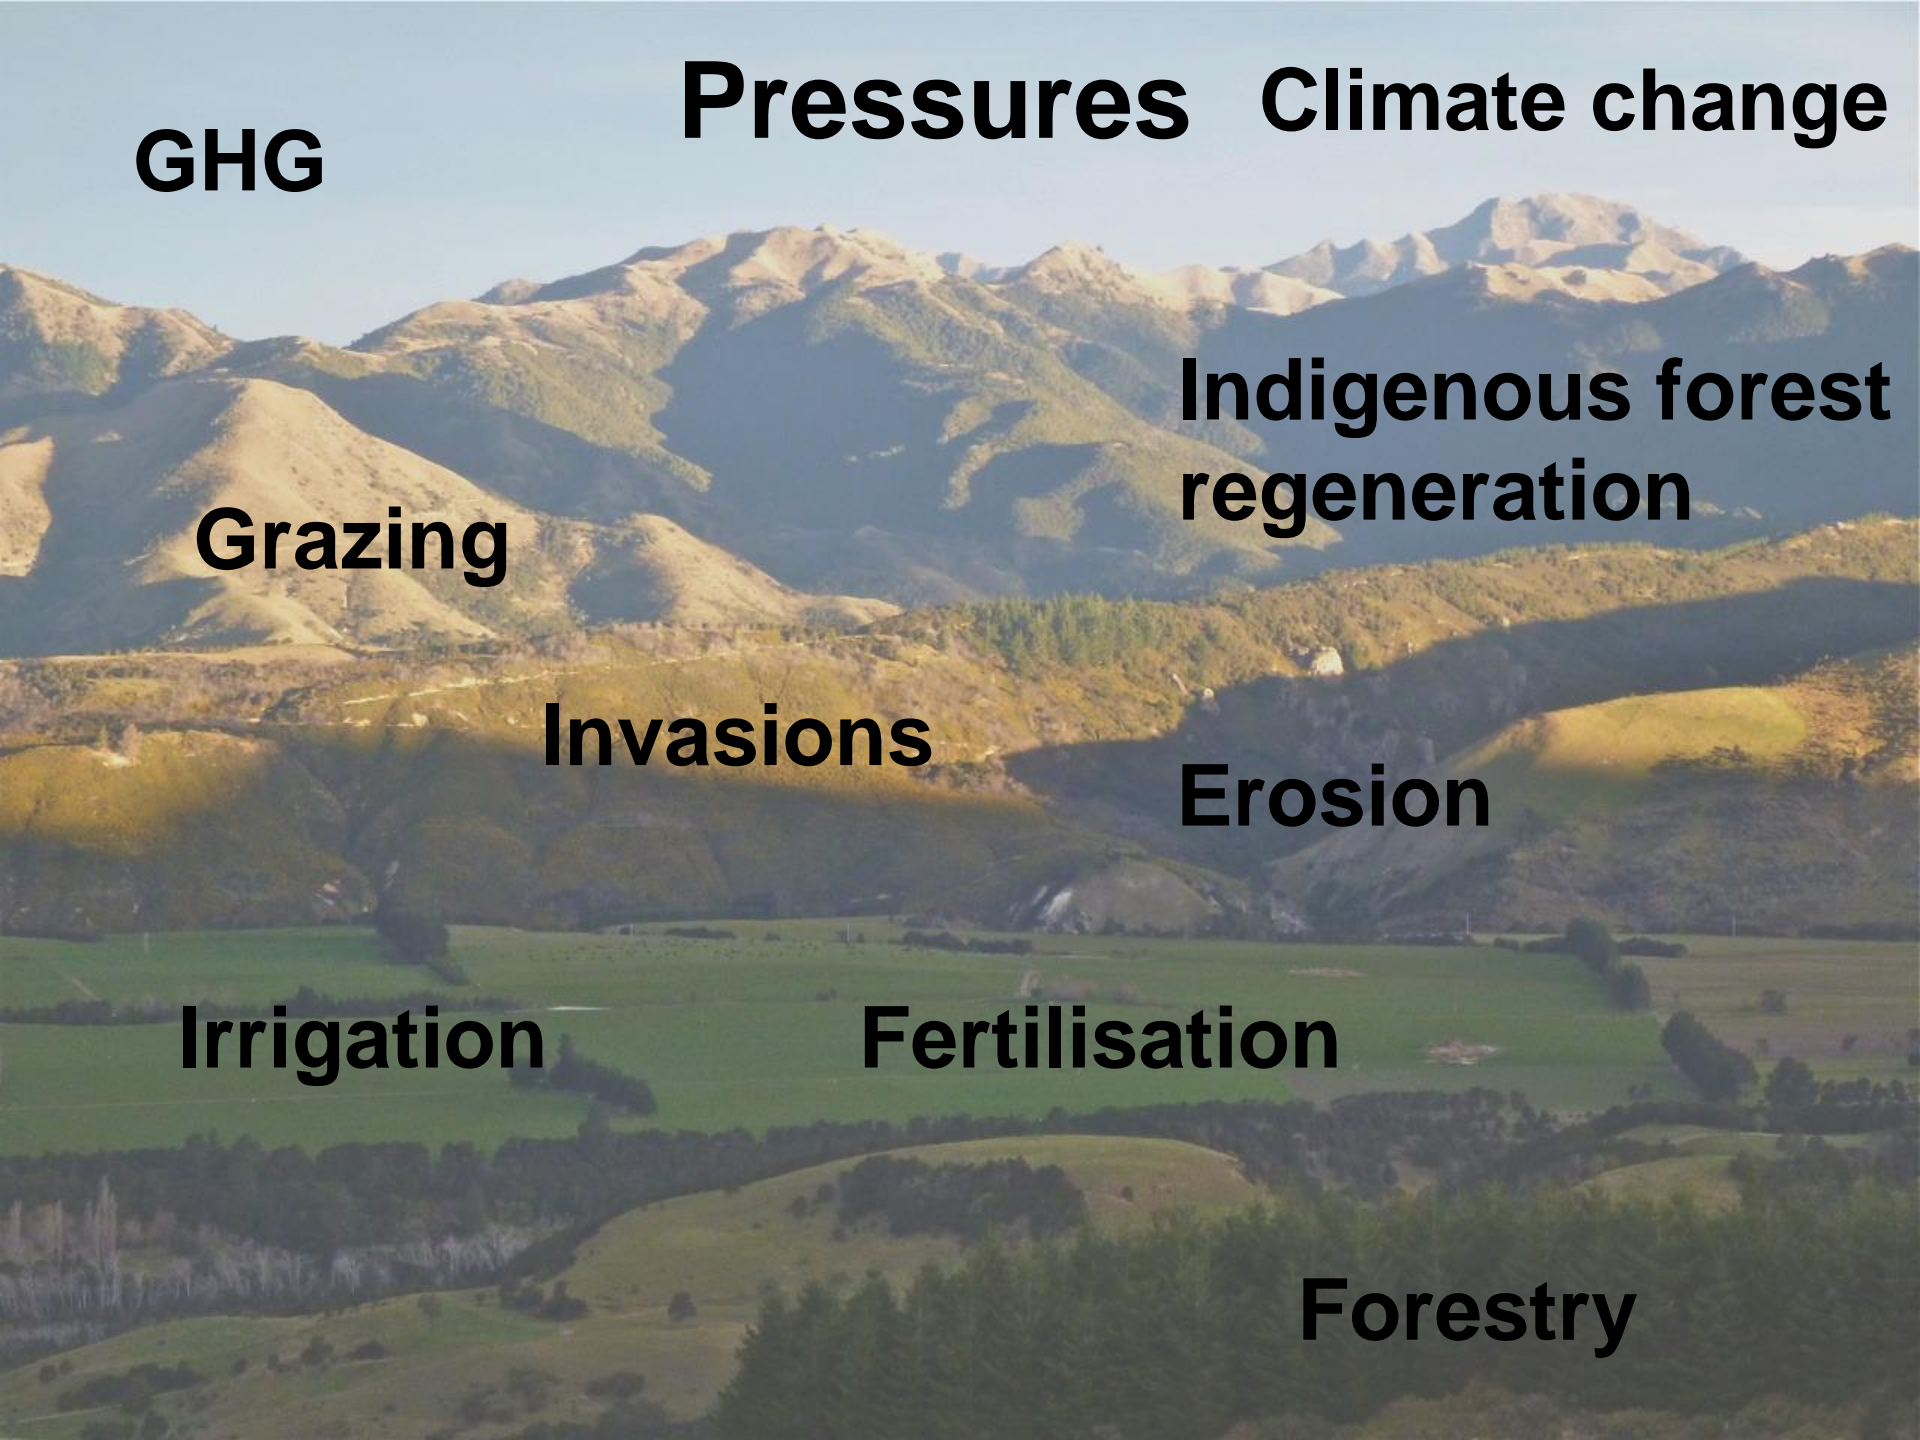 Pressures
Climate change
GHG
Indigenous forest
regeneration
Grazing
Invasions
Erosion
Irrigation
Fertilisation
Forestry